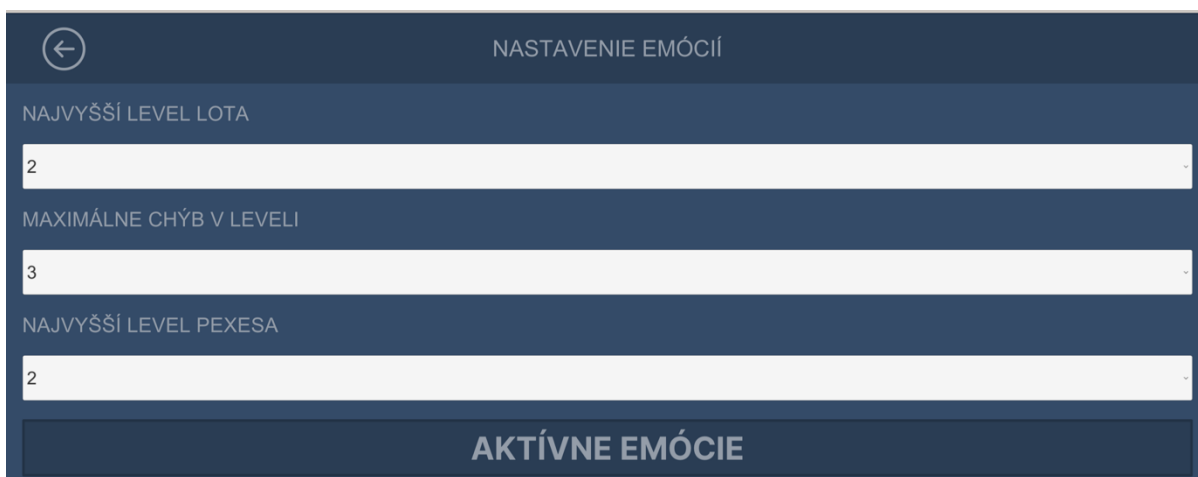 NASTAVENIE EMÓCIÍ
NAJVYŠŠÍ LEVEL LOTA
2
MAXIMÁLNE CHÝB V LEVELI
3
NAJVYŠŠÍ LEVEL PEXESA
2
AKTÍVNE EMÓCIE